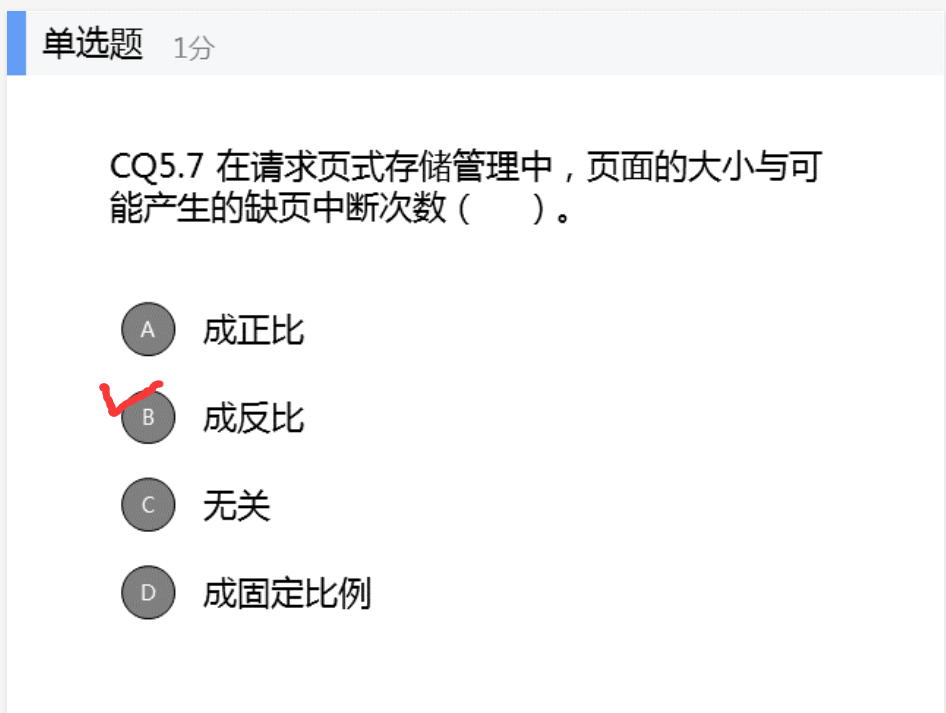 单选题 1分
CQ5.7 在请求页式存储管理中，页面的大小与可
能产生的缺页中断次数（　　）。
A 成正比
B 成反比
C 无关
D 成固定比例